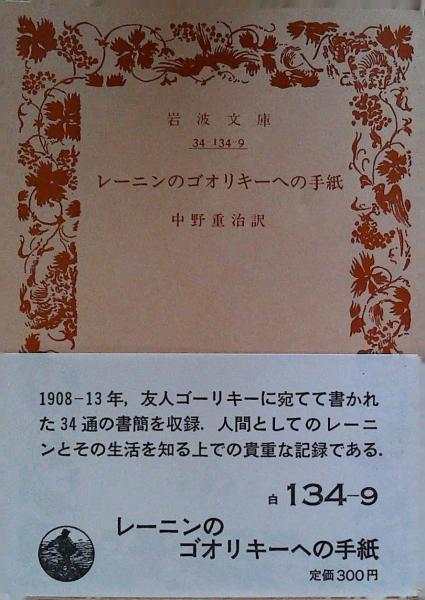 岩波文庫
34-134-9
レーニンのゴオリキーへの手紙
中野重治訳
1908-13年，友人ゴーリキーに宛てて書かれ
た34通の書簡を収録．人間としてのレーニ
ンとその生活を知る上での貴重な記録である．
白 134-9
レーニンの
ゴオリキーへの手紙
定価300円